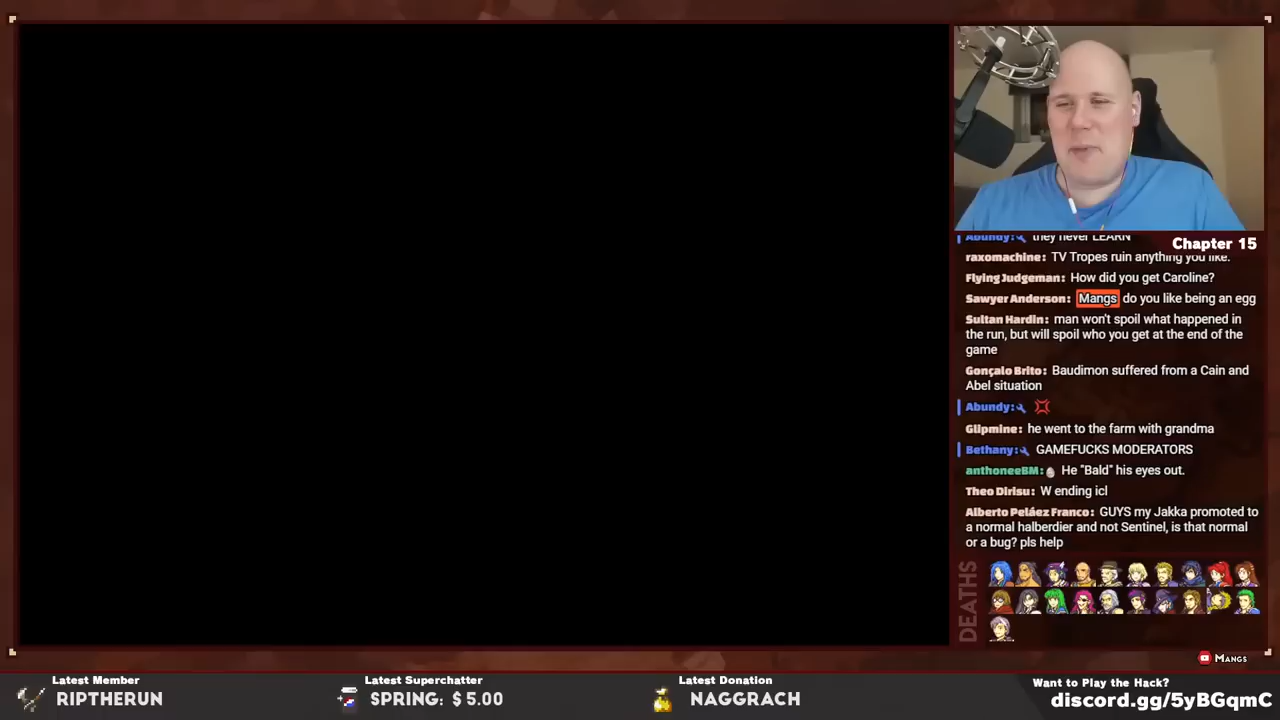 Abundy: they never LEARN
Chapter 15
raxomachine: TV Tropes ruin anything you like.
Flying Judgeman: How did you get Caroline?
Sawyer Anderson: Mangs do you like being an egg
Sultan Hardin: man won't spoil what happened in
the run, but will spoil who you get at the end of the
game
Gonçalo Brito: Baudimon suffered from a Cain and
Abel situation
Abundy:
Glipmine: he went to the farm with grandma
Bethany: GAMEFUCKS MODERATORS
anthoneeBM: He "Bald" his eyes out.
Theo Dirisu: W ending icl
Alberto Peláez Franco: GUYS my Jakka promoted to
a normal halberdier and not Sentinel, is that normal
or a bug? pls help
DEATHS
Mangs
Latest Member
RIPTHERUN
Latest Superchatter
SPRING: $5.00
Latest Donation
NAGGRACH
Want to Play the Hack?
discord.gg/5yBGqmC